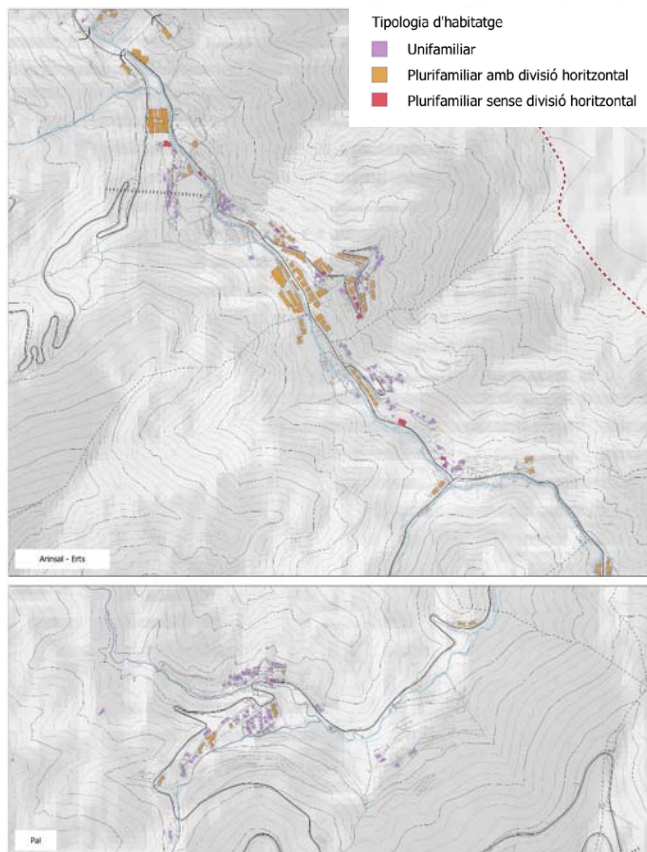 Tipologia d'habitatge
Unifamiliar
Plurifamiliar amb divisió horitzontal
Plurifamiliar sense divisió horitzontal
Arinsal - Erts
Pal